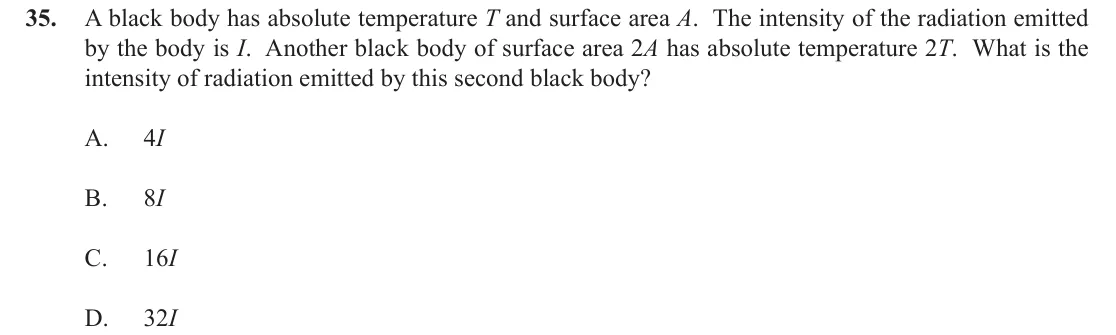 35. A black body has absolute temperature T and surface area A. The intensity of the radiation emitted
by the body is I. Another black body of surface area 2A has absolute temperature 2T. What is the
intensity of radiation emitted by this second black body?
A. 4I
B. 8I
C. 16I
D. 32I